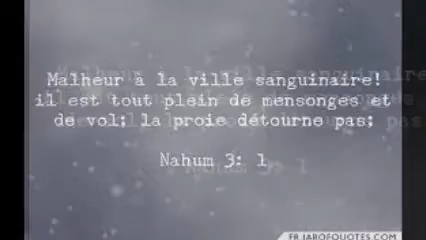 Malheur à la ville sanguinaire!
il est tout plein de mensonges et
de vol; la proie détourne pas;
Nahum 3: 1
FR.JAROFQUOTES.COM